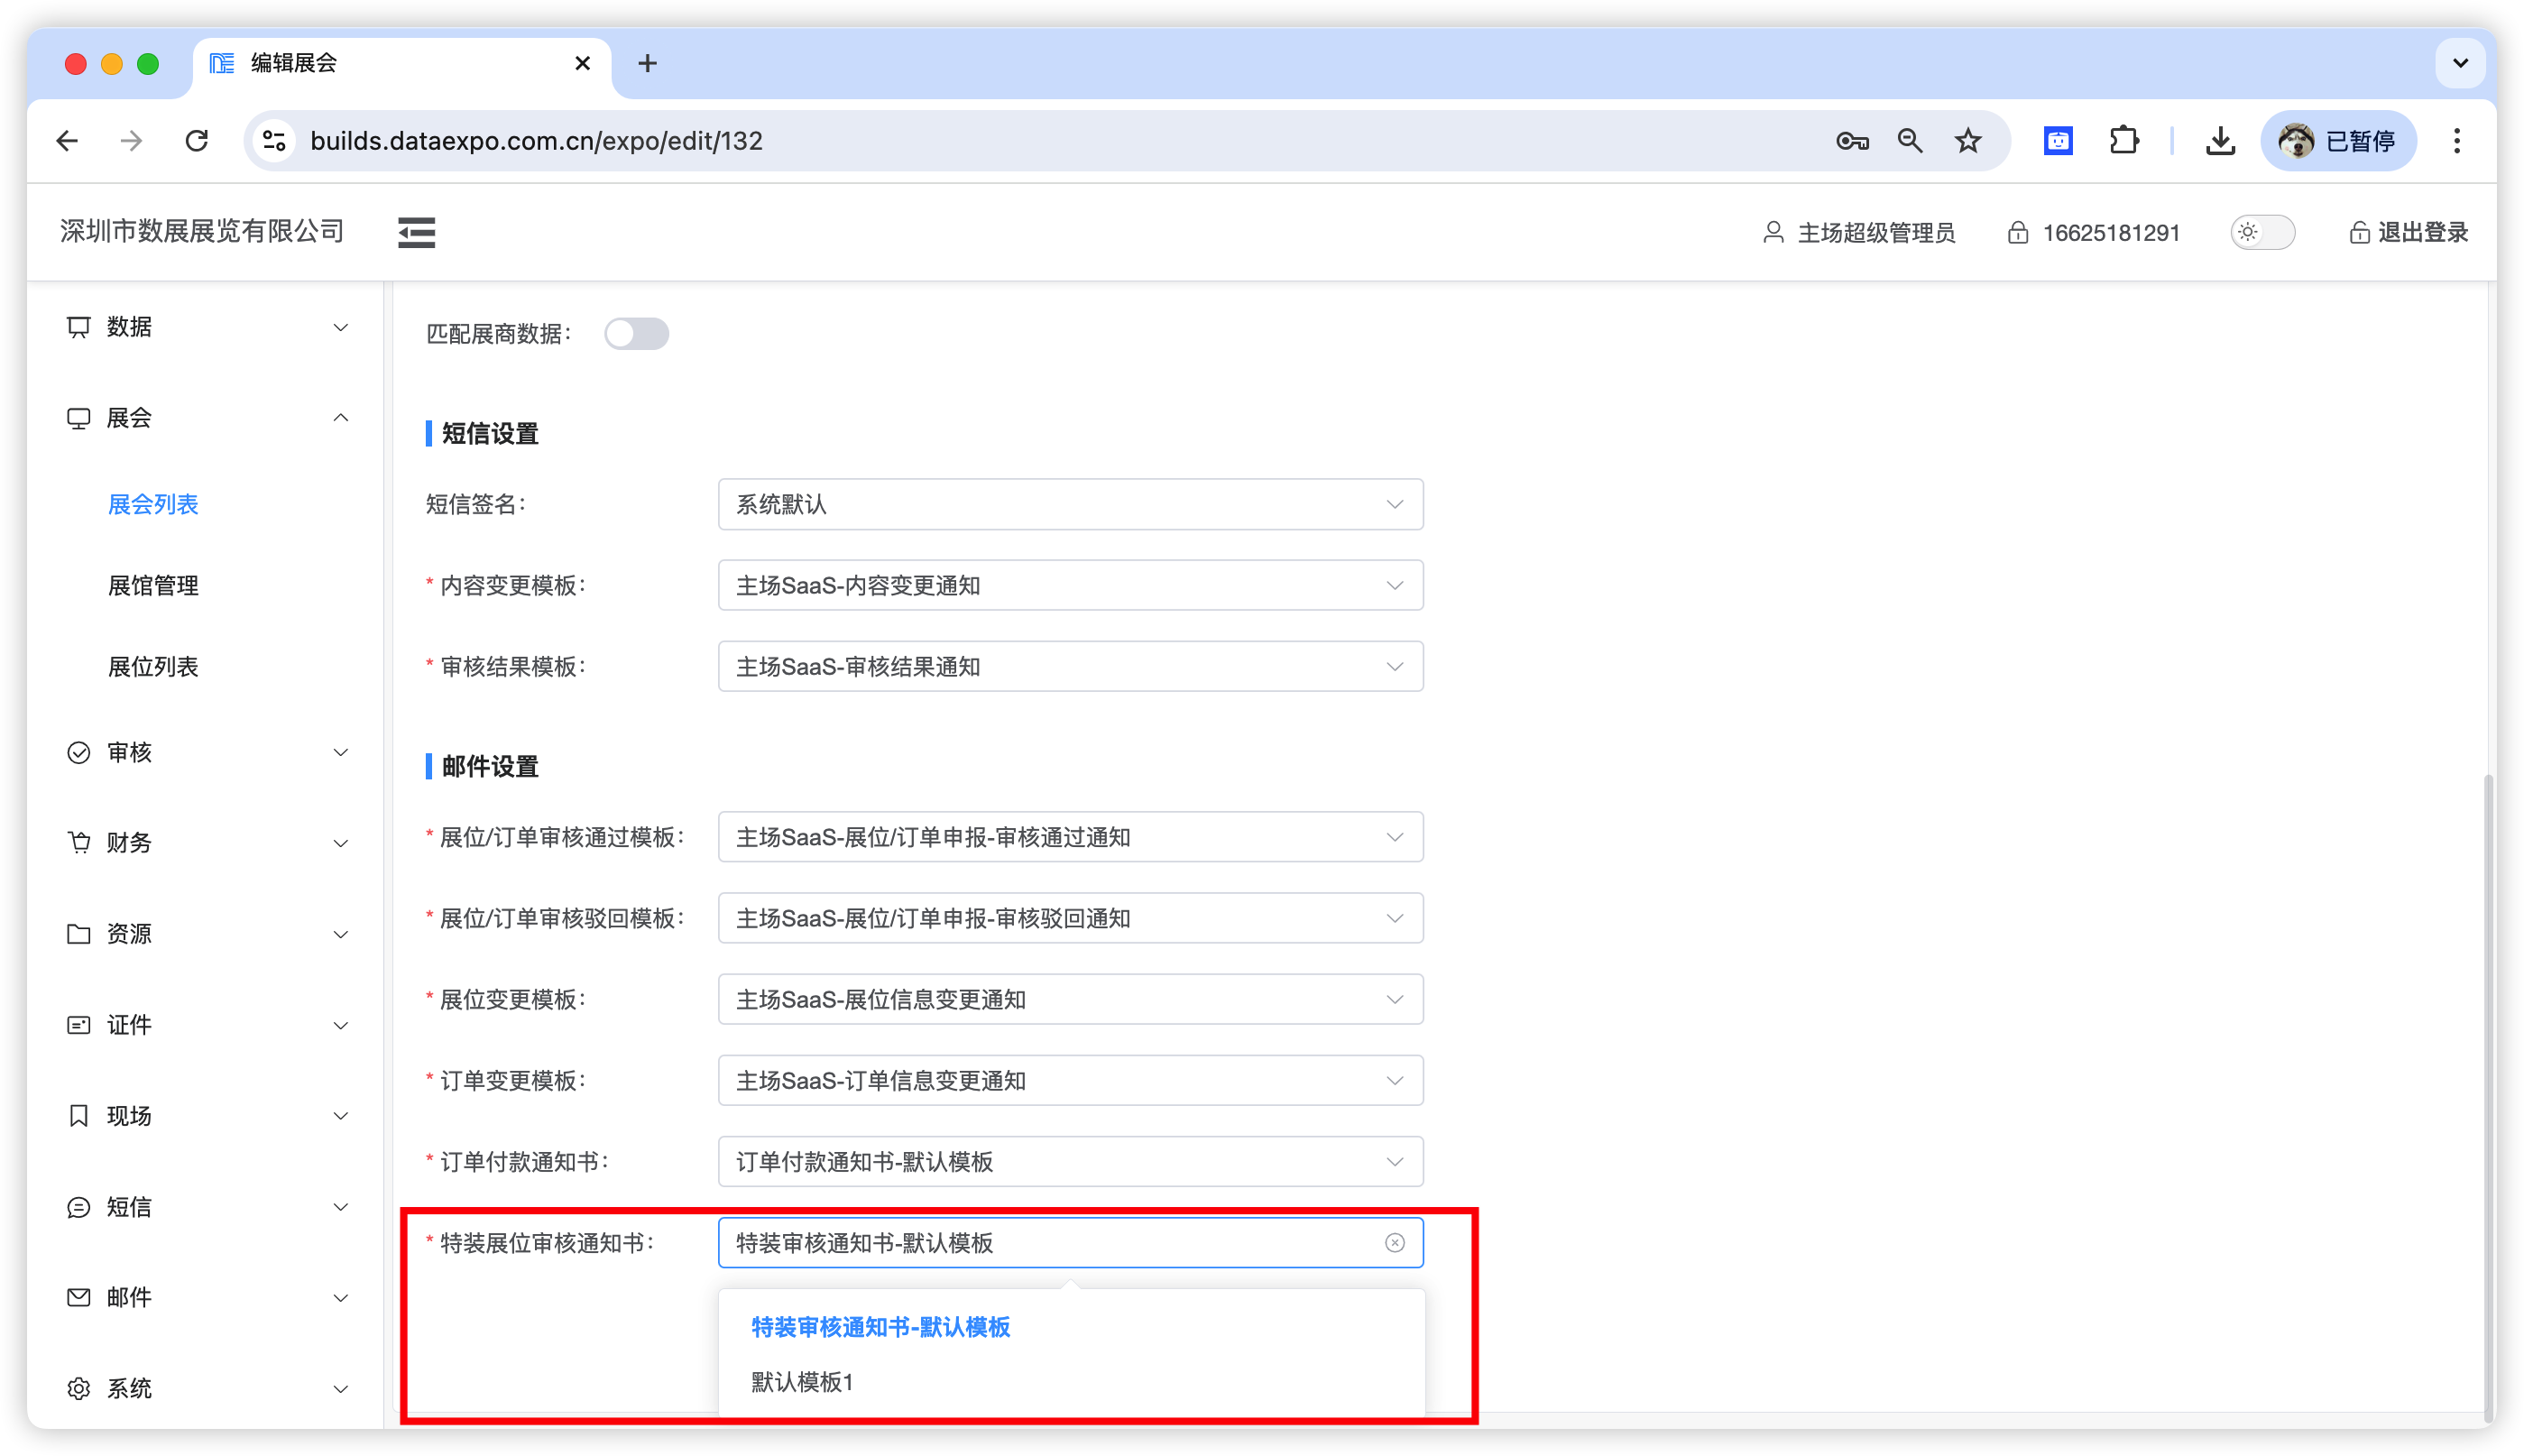 编辑展会
builds.dataexpo.com.cn/expo/edit/132
已暂停
深圳市数展展览有限公司
主场超级管理员
16625181291
退出登录
数据
展会
展会列表
展馆管理
展位列表
审核
财务
资源
证件
现场
短信
邮件
系统
匹配展商数据：
短信设置
短信签名： 系统默认
* 内容变更模板： 主场SaaS-内容变更通知
* 审核结果模板： 主场SaaS-审核结果通知
邮件设置
* 展位/订单审核通过模板： 主场SaaS-展位/订单申报-审核通过通知
* 展位/订单审核驳回模板： 主场SaaS-展位/订单申报-审核驳回通知
* 展位变更模板： 主场SaaS-展位信息变更通知
* 订单变更模板： 主场SaaS-订单信息变更通知
* 订单付款通知书： 订单付款通知书-默认模板
* 特装展位审核通知书： 特装审核通知书-默认模板
特装审核通知书-默认模板
默认模板1